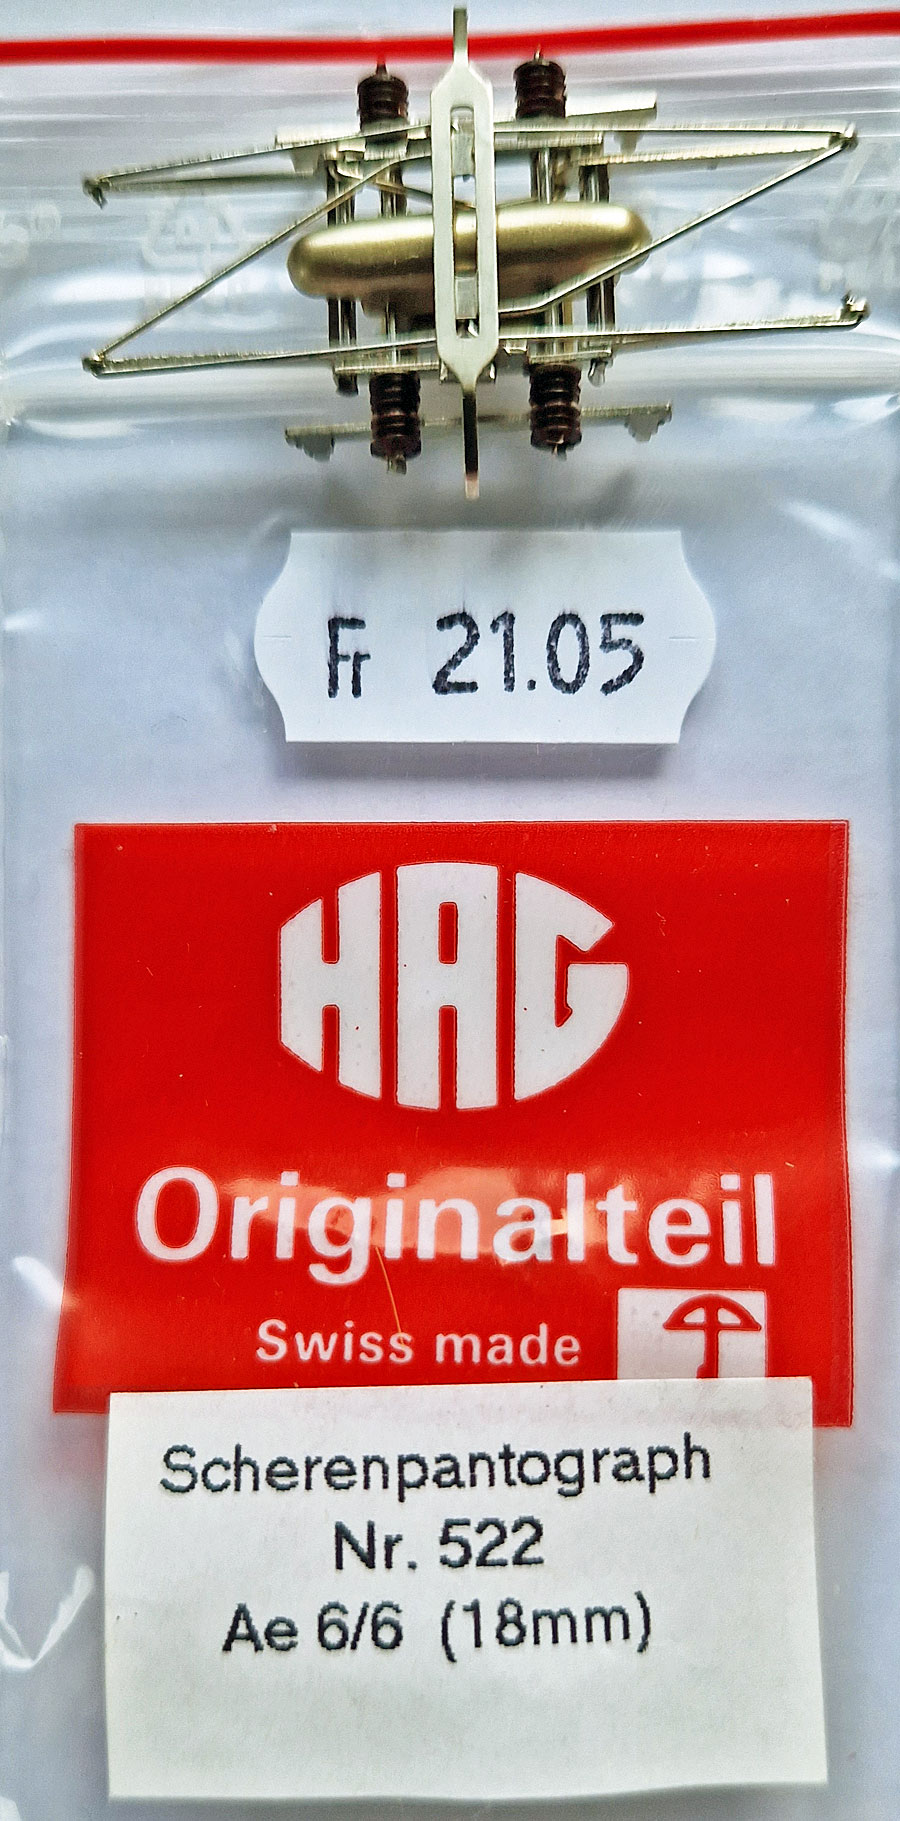 Fr 21.05
HAG
Originalteil
Swiss made
Scherenpantograph
Nr. 522
Ae 6/6 (18mm)